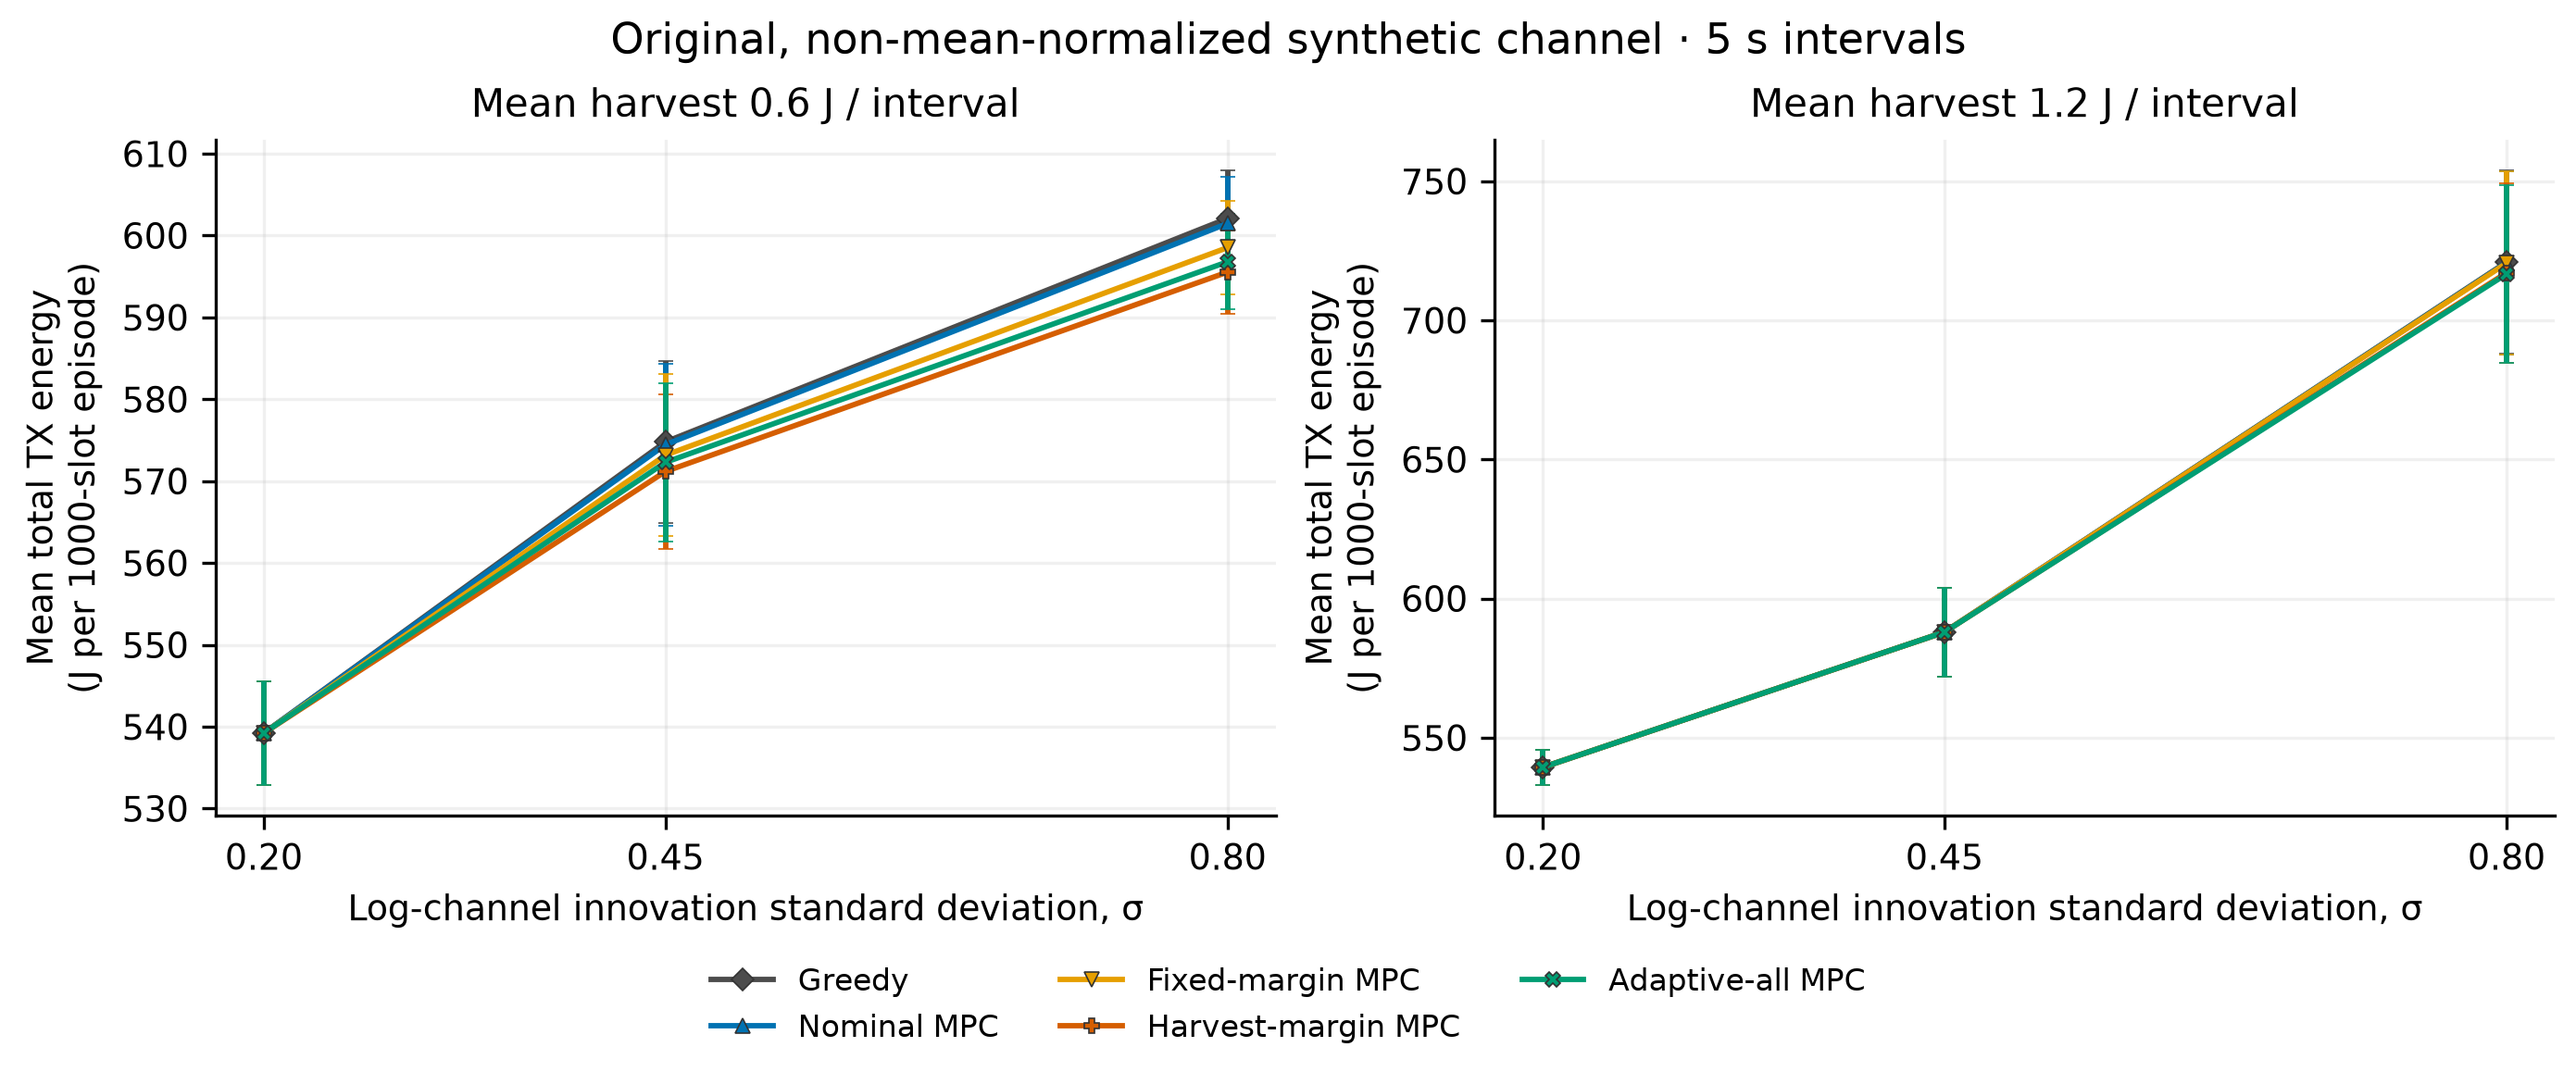 Original, non-mean-normalized synthetic channel · 5 s intervals
Mean harvest 0.6 J / interval
Mean total TX energy
(J per 1000-slot episode)
610
600
590
580
570
560
550
540
530
0.20
0.45
0.80
Log-channel innovation standard deviation, σ
Mean harvest 1.2 J / interval
Mean total TX energy
(J per 1000-slot episode)
750
700
650
600
550
0.20
0.45
0.80
Log-channel innovation standard deviation, σ
Greedy
Nominal MPC
Fixed-margin MPC
Harvest-margin MPC
Adaptive-all MPC